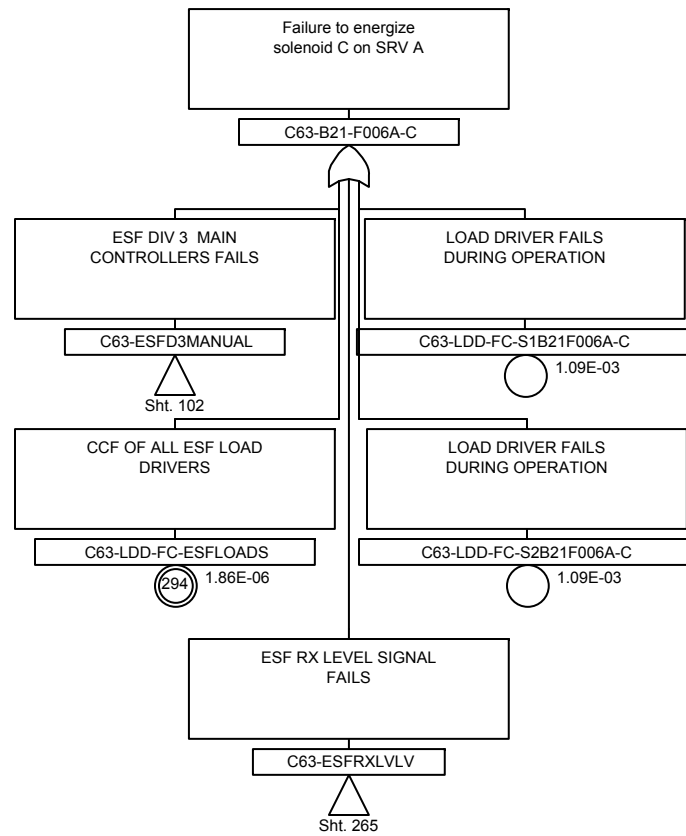 Failure to energize
solenoid C on SRV A
C63-B21-F006A-C
ESF DIV 3 MAIN
CONTROLLERS FAILS
C63-ESFD3MANUAL
Sht. 102
LOAD DRIVER FAILS
DURING OPERATION
C63-LDD-FC-S1B21F006A-C
1.09E-03
CCF OF ALL ESF LOAD
DRIVERS
C63-LDD-FC-ESFLOADS
294
1.86E-06
LOAD DRIVER FAILS
DURING OPERATION
C63-LDD-FC-S2B21F006A-C
1.09E-03
ESF RX LEVEL SIGNAL
FAILS
C63-ESFRXLVLV
Sht. 265